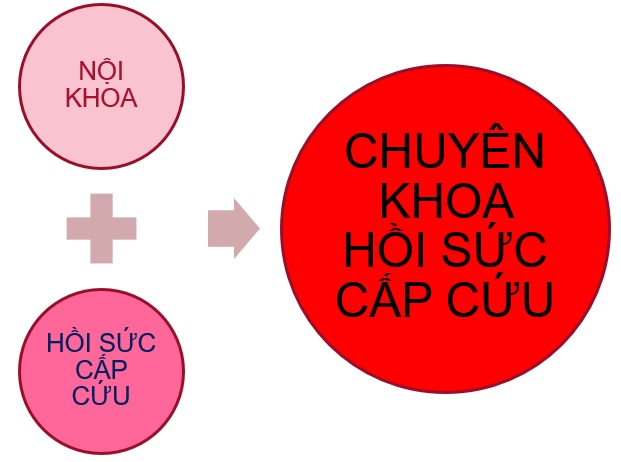 NỘI
KHOA
HỒI SỨC
CẤP
CỨU
CHUYÊN
KHOA
HỒI SỨC
CẤP CỨU